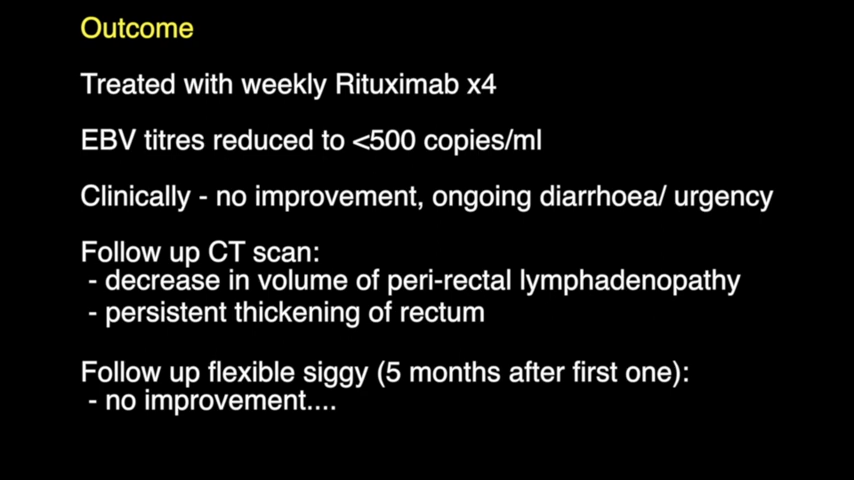 Outcome
Treated with weekly Rituximab x4
EBV titres reduced to <500 copies/ml
Clinically - no improvement, ongoing diarrhoea/ urgency
Follow up CT scan:
- decrease in volume of peri-rectal lymphadenopathy
- persistent thickening of rectum
Follow up flexible siggy (5 months after first one):
- no improvement....